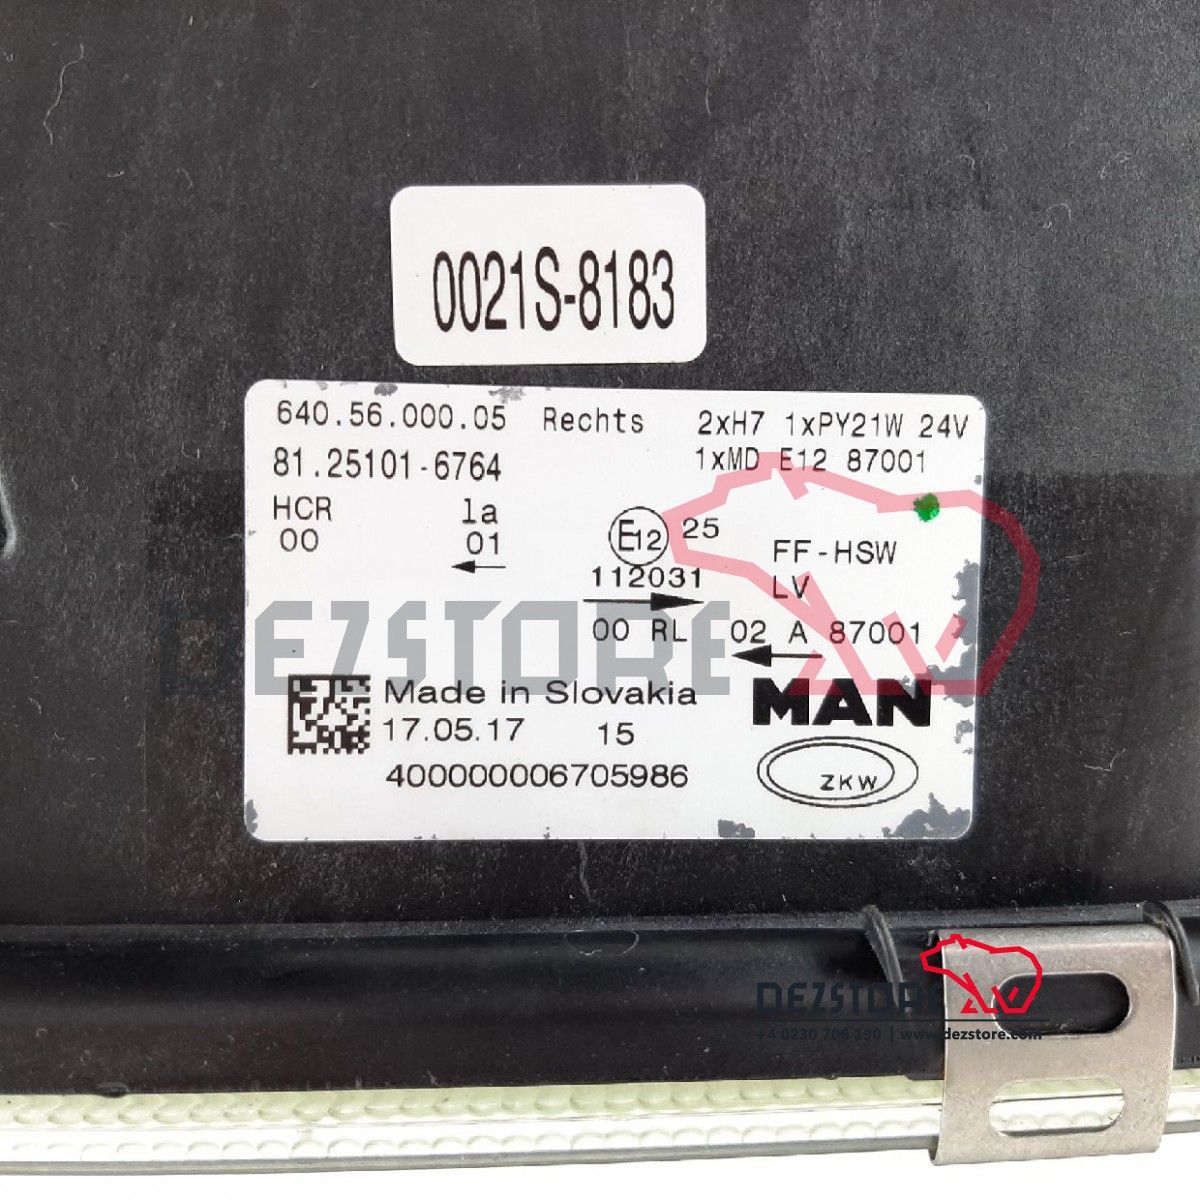 0021S-8183
640.56.000.05 Rechts 2xH7 1xPY21W 24V
81.25101-6764 1xMD E12 87001
HCR 1a
00 01
E12 25
FF-HSW
112031 LV
00 RL 02 A 87001
DEZSTORE
Made in Slovakia
MAN
17.05.17 15
400000006705986
ZKW
DEZSTORE
+4 0230 706 190 | www.dezstore.com